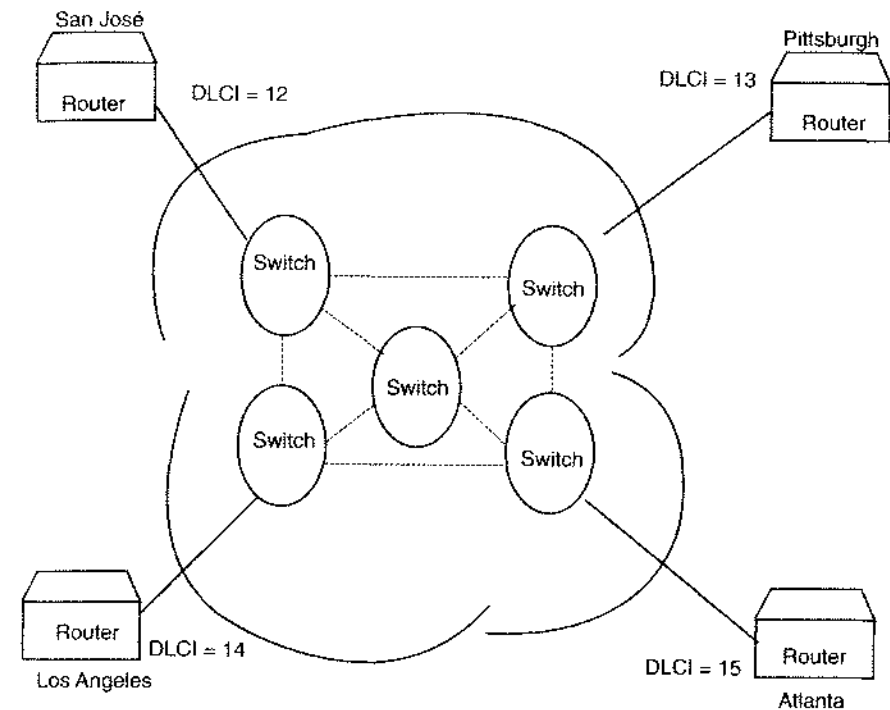 San José
Router
DLCI = 12
Pittsburgh
DLCI = 13
Router
Switch
Switch
Switch
Switch
Switch
Router
DLCI = 14
Los Angeles
DLCI = 15
Router
Atlanta